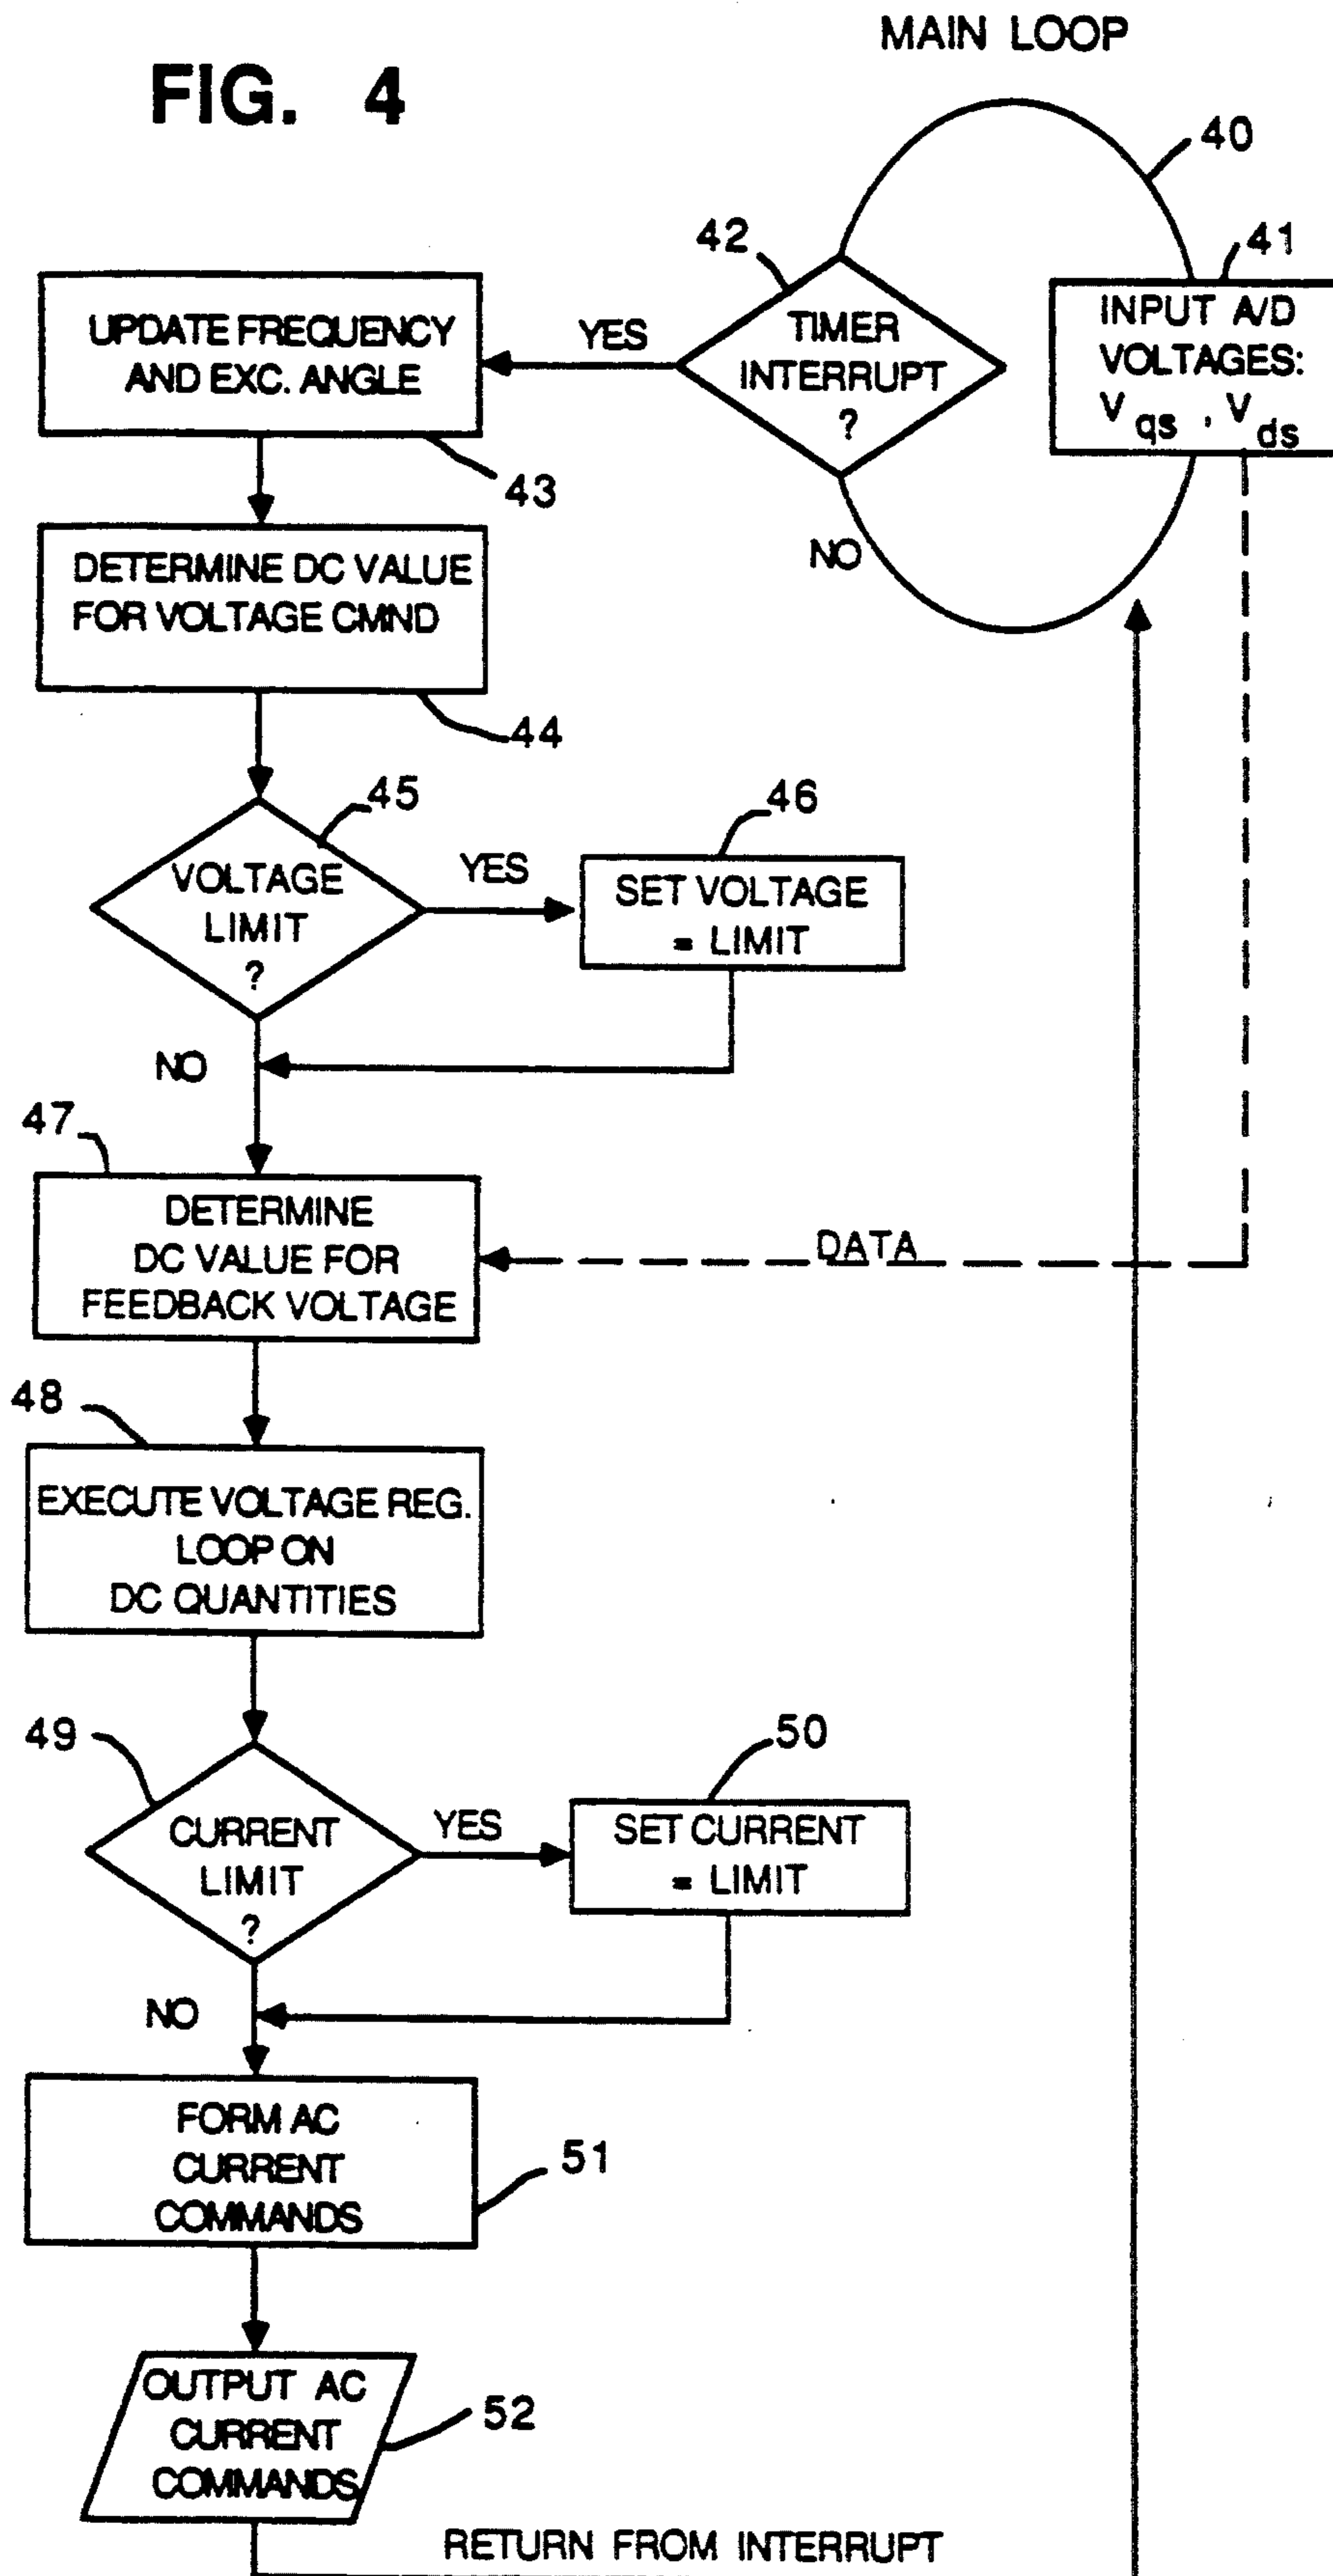 MAIN LOOP
FIG. 4
40
42
41
UPDATE FREQUENCY
AND EXC. ANGLE
YES
TIMER
INTERRUPT
?
INPUT A/D
VOLTAGES:
V qs , V ds
43
NO
DETERMINE DC VALUE
FOR VOLTAGE CMND
44
45
46
VOLTAGE
LIMIT
?
YES
SET VOLTAGE
= LIMIT
NO
47
DETERMINE
DC VALUE FOR
FEEDBACK VOLTAGE
DATA
48
EXECUTE VOLTAGE REG.
LOOP ON
DC QUANTITIES
49
50
CURRENT
LIMIT
?
YES
SET CURRENT
= LIMIT
NO
FORM AC
CURRENT
COMMANDS
51
OUTPUT AC
CURRENT
COMMANDS
52
RETURN FROM INTERRUPT